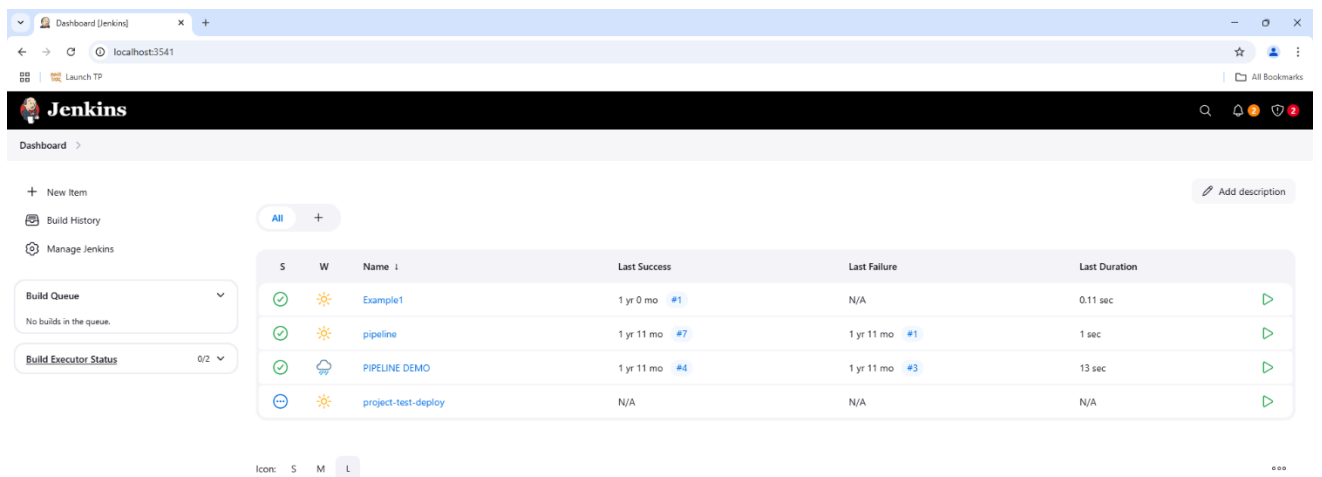 Dashboard [Jenkins]
localhost:3541
Launch TP
All Bookmarks
Jenkins
2
2
Dashboard
New Item
Build History
Manage Jenkins
Build Queue
No builds in the queue.
Build Executor Status 0/2
Add description
All +
S W Name ↓ Last Success Last Failure Last Duration
Example1 1 yr 0 mo #1 N/A 0.11 sec
pipeline 1 yr 11 mo #7 1 yr 11 mo #1 1 sec
PIPELINE DEMO 1 yr 11 mo #4 1 yr 11 mo #3 13 sec
project-test-deploy N/A N/A N/A
Icon: S M L